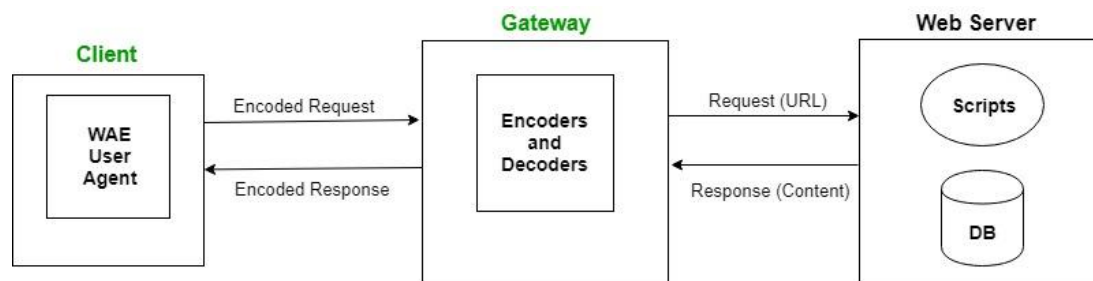 Client
Gateway
Web Server
WAE
User
Agent
Encoded Request
Encoded Response
Encoders
and
Decoders
Request (URL)
Response (Content)
Scripts
DB